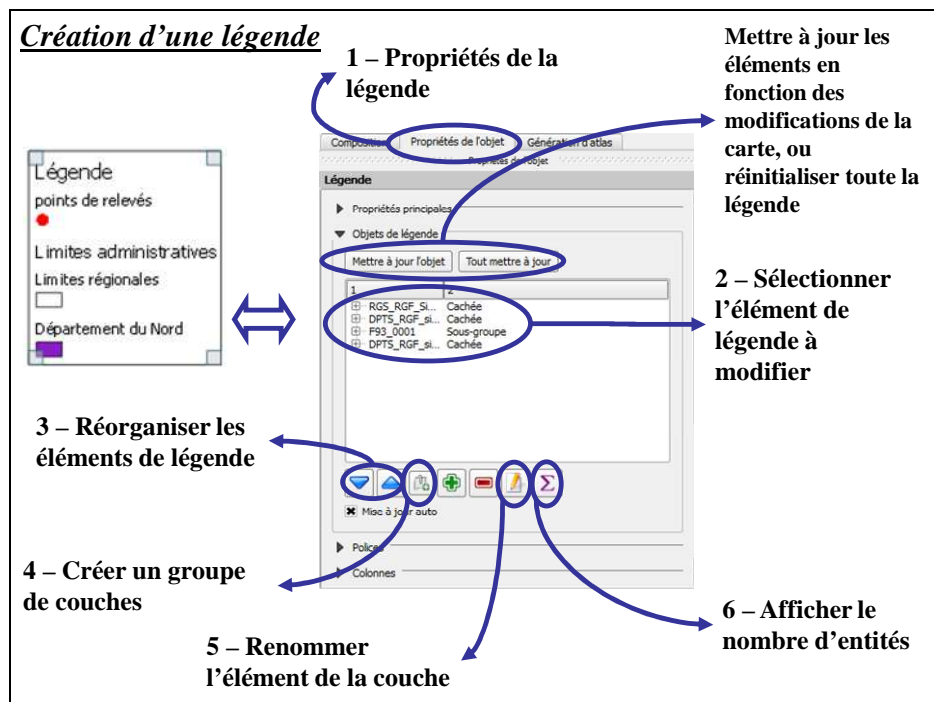 Création d’une légende
1 – Propriétés de la
légende
Mettre à jour les
éléments en
fonction des
modifications de la
carte, ou
réinitialiser toute la
légende
Légende
points de relevés
Limites administratives
Limites régionales
Département du Nord
Composition Propriétés de l'objet Génération d'atlas
Propriétés de l'objet
Légende
Propriétés principales
Objets de légende
Mettre à jour l'objet Tout mettre à jour
1 2
RGS_RGF_Si... Cachée
DPTS_RGF_si... Cachée
F93_0001 Sous-groupe
DPTS_RGF_si... Cachée
2 – Sélectionner
l’élément de
légende à
modifier
3 – Réorganiser les
éléments de légende
Mise à jour auto
Polices
Colonnes
4 – Créer un groupe
de couches
5 – Renommer
l’élément de la couche
6 – Afficher le
nombre d’entités